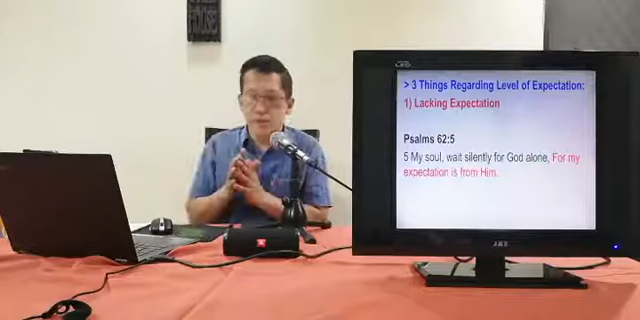 HOUSE
> 3 Things Regarding Level of Expectation:
1) Lacking Expectation
Psalms 62:5
5 My soul, wait silently for God alone, For my
expectation is from Him.